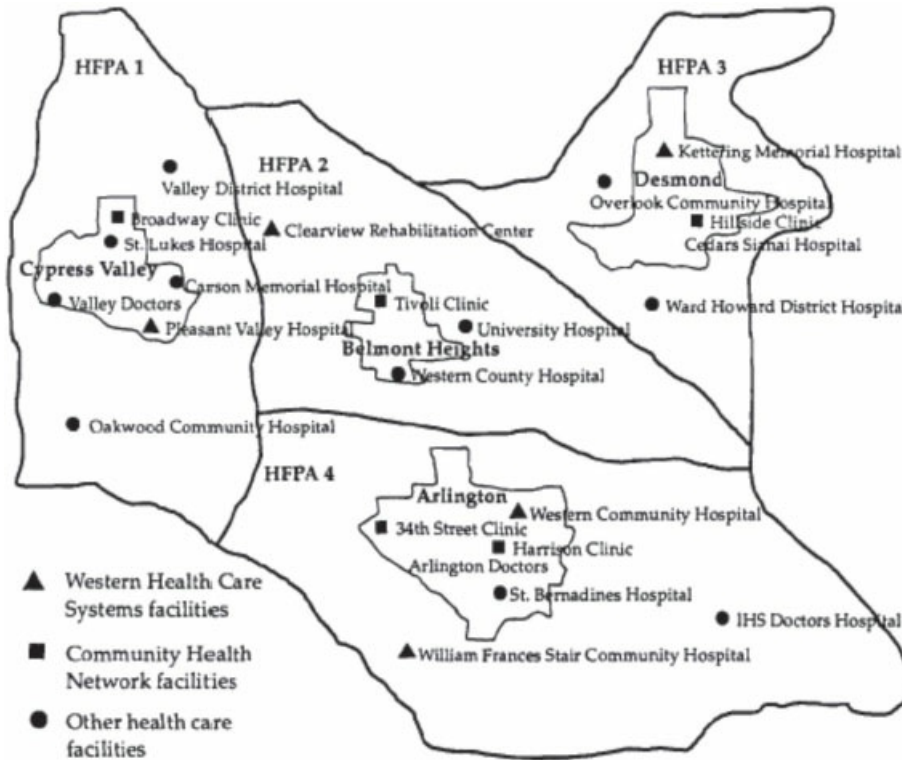 HFPA 1
HFPA 3
HFPA 2
Kettering Memorial Hospital
Valley District Hospital
Desmond
Overlook Community Hospital
Broadway Clinic
Clearview Rehabilitation Center
Hillside Clinic
St. Lukes Hospital
Cedars Siamai Hospital
Cypress Valley
Carson Memorial Hospital
Valley Doctors
Tivoli Clinic
Ward Howard District Hospital
Pleasant Valley Hospital
University Hospital
Belmont Heights
Western County Hospital
Oakwood Community Hospital
HFPA 4
Arlington
Western Community Hospital
34th Street Clinic
Harrison Clinic
Arlington Doctors
St. Bernadines Hospital
IHS Doctors Hospital
William Frances Stair Community Hospital
Western Health Care
Systems facilities
Community Health
Network facilities
Other health care
facilities